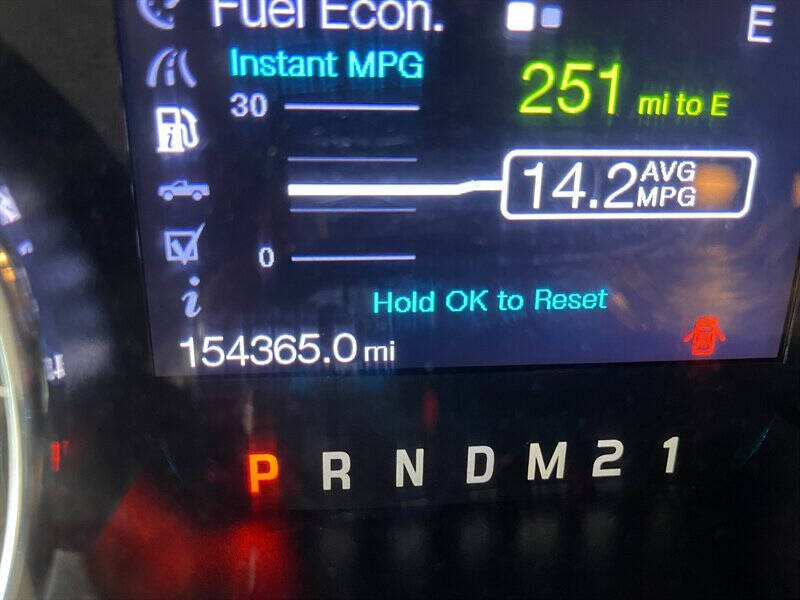 Fuel Econ.
E
Instant MPG
251 mi to E
30
14.2 AVG MPG
0
Hold OK to Reset
154365.0 mi
P R N D M 2 1